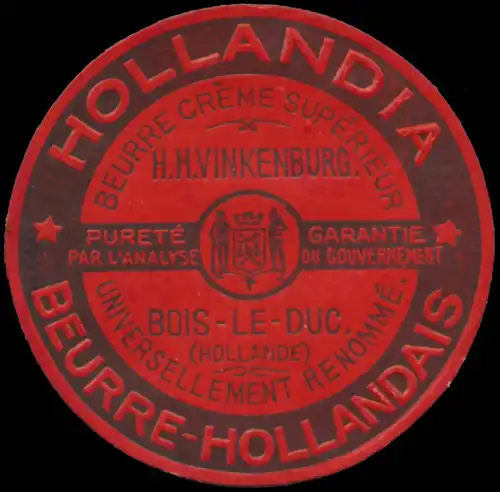 HOLLANDIA
BEURRE CRÈME SUPÉRIEUR
H.H.VINKENBURG.
PURETÉ
PAR L'ANALYSE
GARANTIE
DU GOUVERNEMENT
BOIS-LE-DUC.
(HOLLANDE)
UNIVERSELLEMENT RENOMMÉ.
BEURRE-HOLLANDAIS